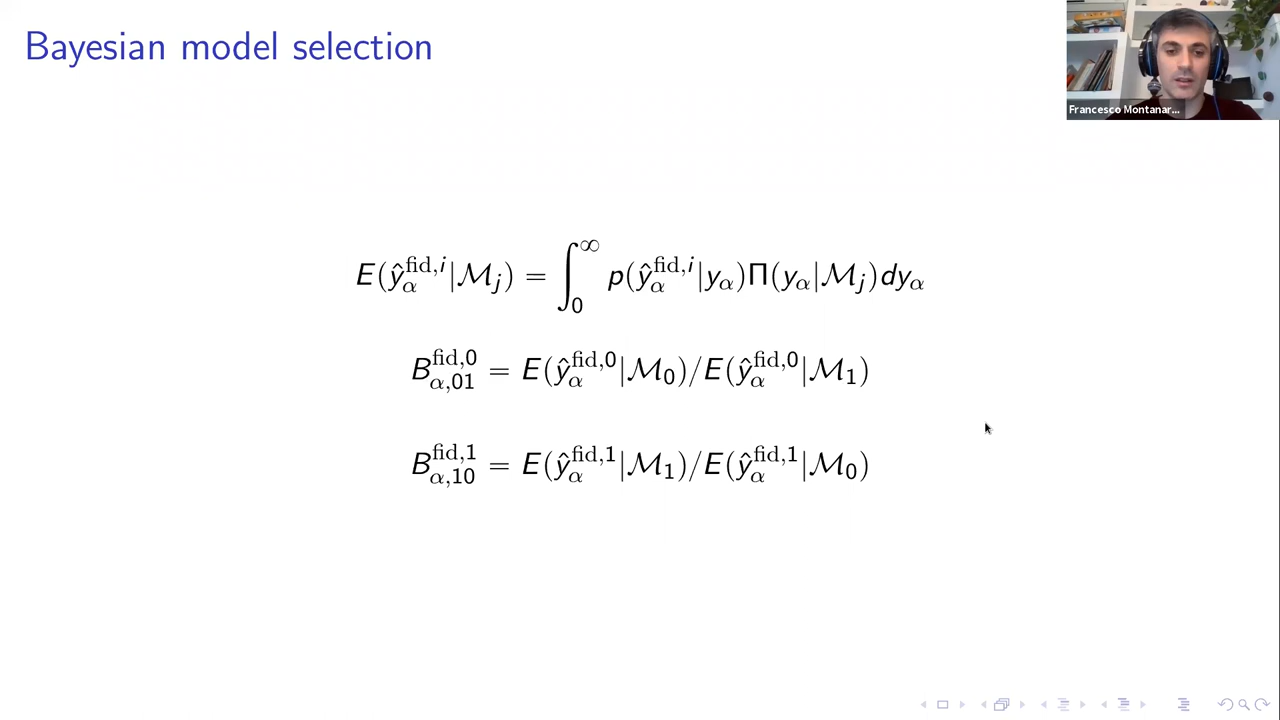 Bayesian model selection
Francesco Montanar...
E(ŷ_α^{fid,i}|ℳ_j) = ∫_0^∞ p(ŷ_α^{fid,i}|y_α)Π(y_α|ℳ_j)dy_α
B_{α,01}^{fid,0} = E(ŷ_α^{fid,0}|ℳ_0)/E(ŷ_α^{fid,0}|ℳ_1)
B_{α,10}^{fid,1} = E(ŷ_α^{fid,1}|ℳ_1)/E(ŷ_α^{fid,1}|ℳ_0)